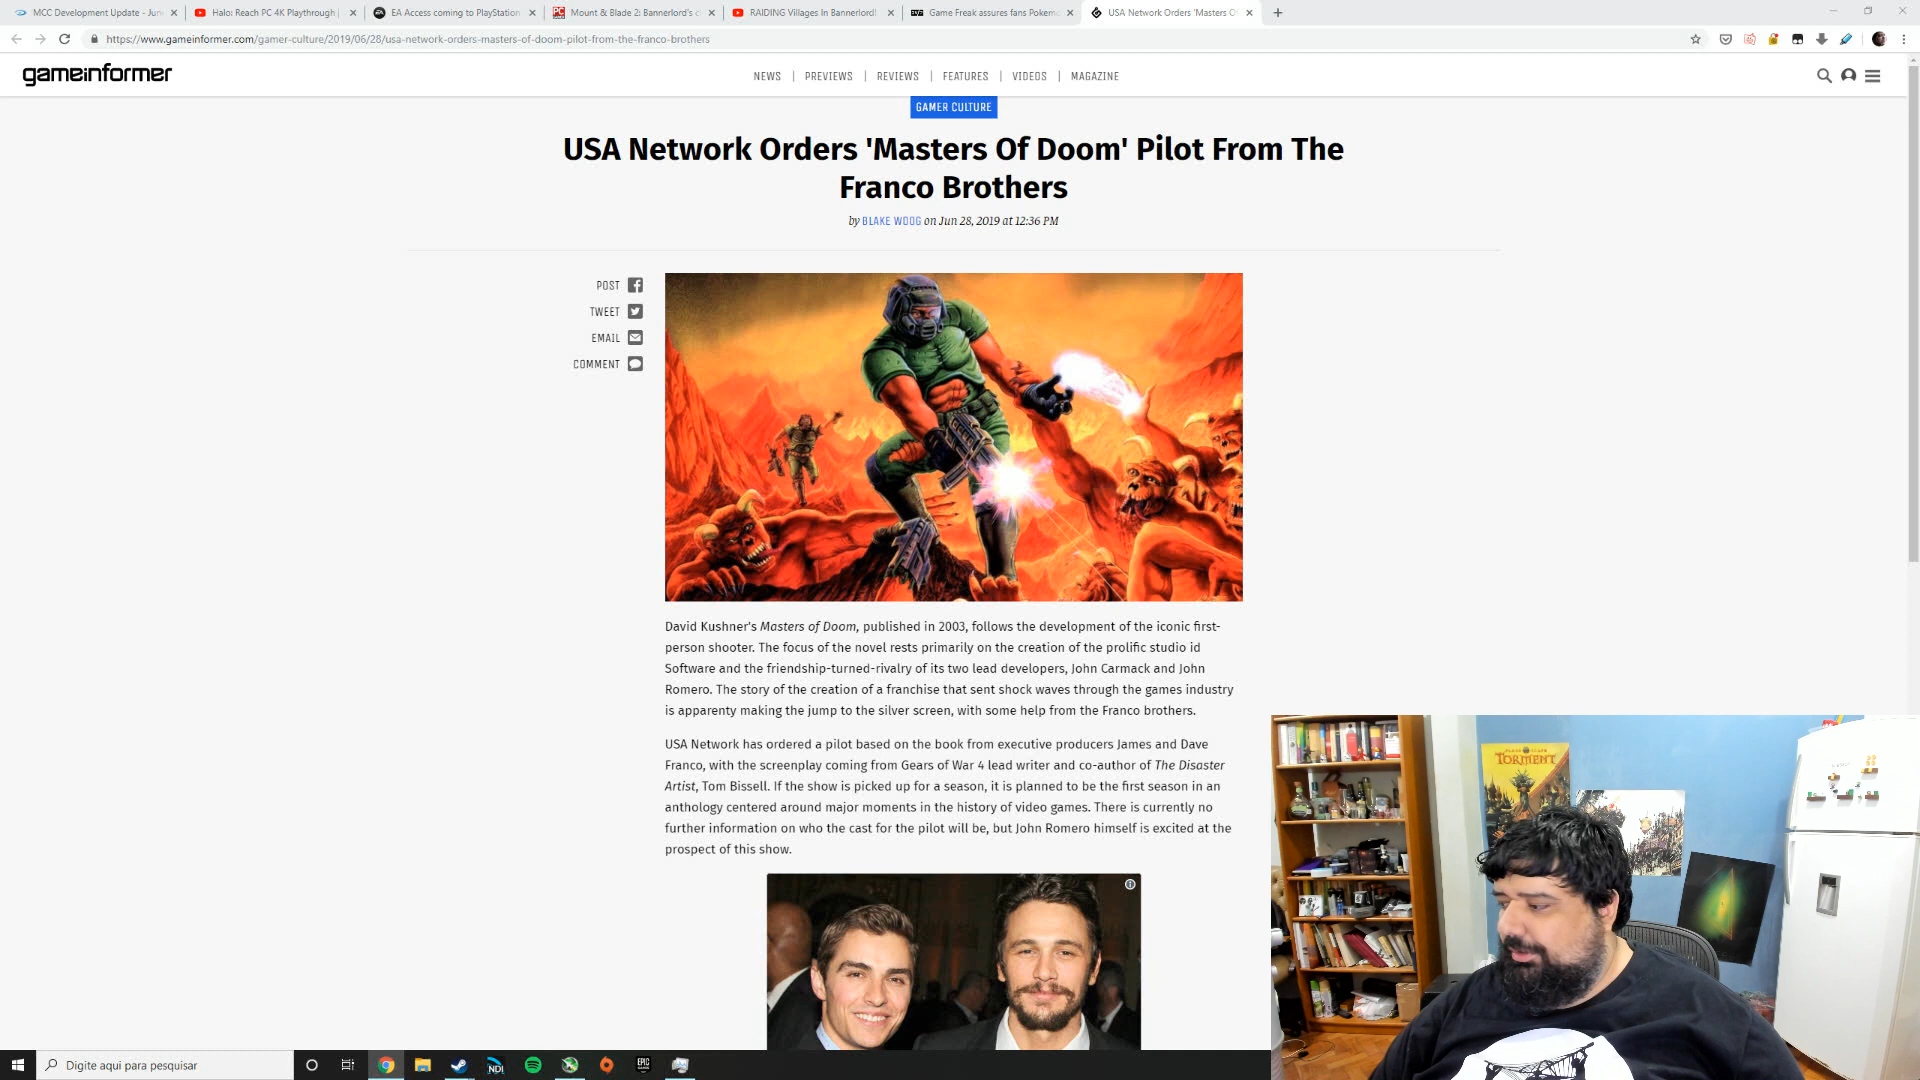 MCC Development Update - Jun
Halo: Reach PC 4K Playthrough |
EA Access coming to PlayStation
Mount & Blade 2: Bannerlord's c
RAIDING Villages In Bannerlord!
Game Freak assures fans Pokemo
USA Network Orders 'Masters O
https://www.gameinformer.com/gamer-culture/2019/06/28/usa-network-orders-masters-of-doom-pilot-from-the-franco-brothers
gameinformer
NEWS | PREVIEWS | REVIEWS | FEATURES | VIDEOS | MAGAZINE
GAMER CULTURE
USA Network Orders 'Masters Of Doom' Pilot From The
Franco Brothers
by BLAKE WOOG on Jun 28, 2019 at 12:36 PM
POST
TWEET
EMAIL
COMMENT
David Kushner's Masters of Doom, published in 2003, follows the development of the iconic first-
person shooter. The focus of the novel rests primarily on the creation of the prolific studio id
Software and the friendship-turned-rivalry of its two lead developers, John Carmack and John
Romero. The story of the creation of a franchise that sent shock waves through the games industry
is apparenty making the jump to the silver screen, with some help from the Franco brothers.
USA Network has ordered a pilot based on the book from executive producers James and Dave
Franco, with the screenplay coming from Gears of War 4 lead writer and co-author of The Disaster
Artist, Tom Bissell. If the show is picked up for a season, it is planned to be the first season in an
anthology centered around major moments in the history of video games. There is currently no
further information on who the cast for the pilot will be, but John Romero himself is excited at the
prospect of this show.
TORMENT
Digite aqui para pesquisar
NDI
EPIC